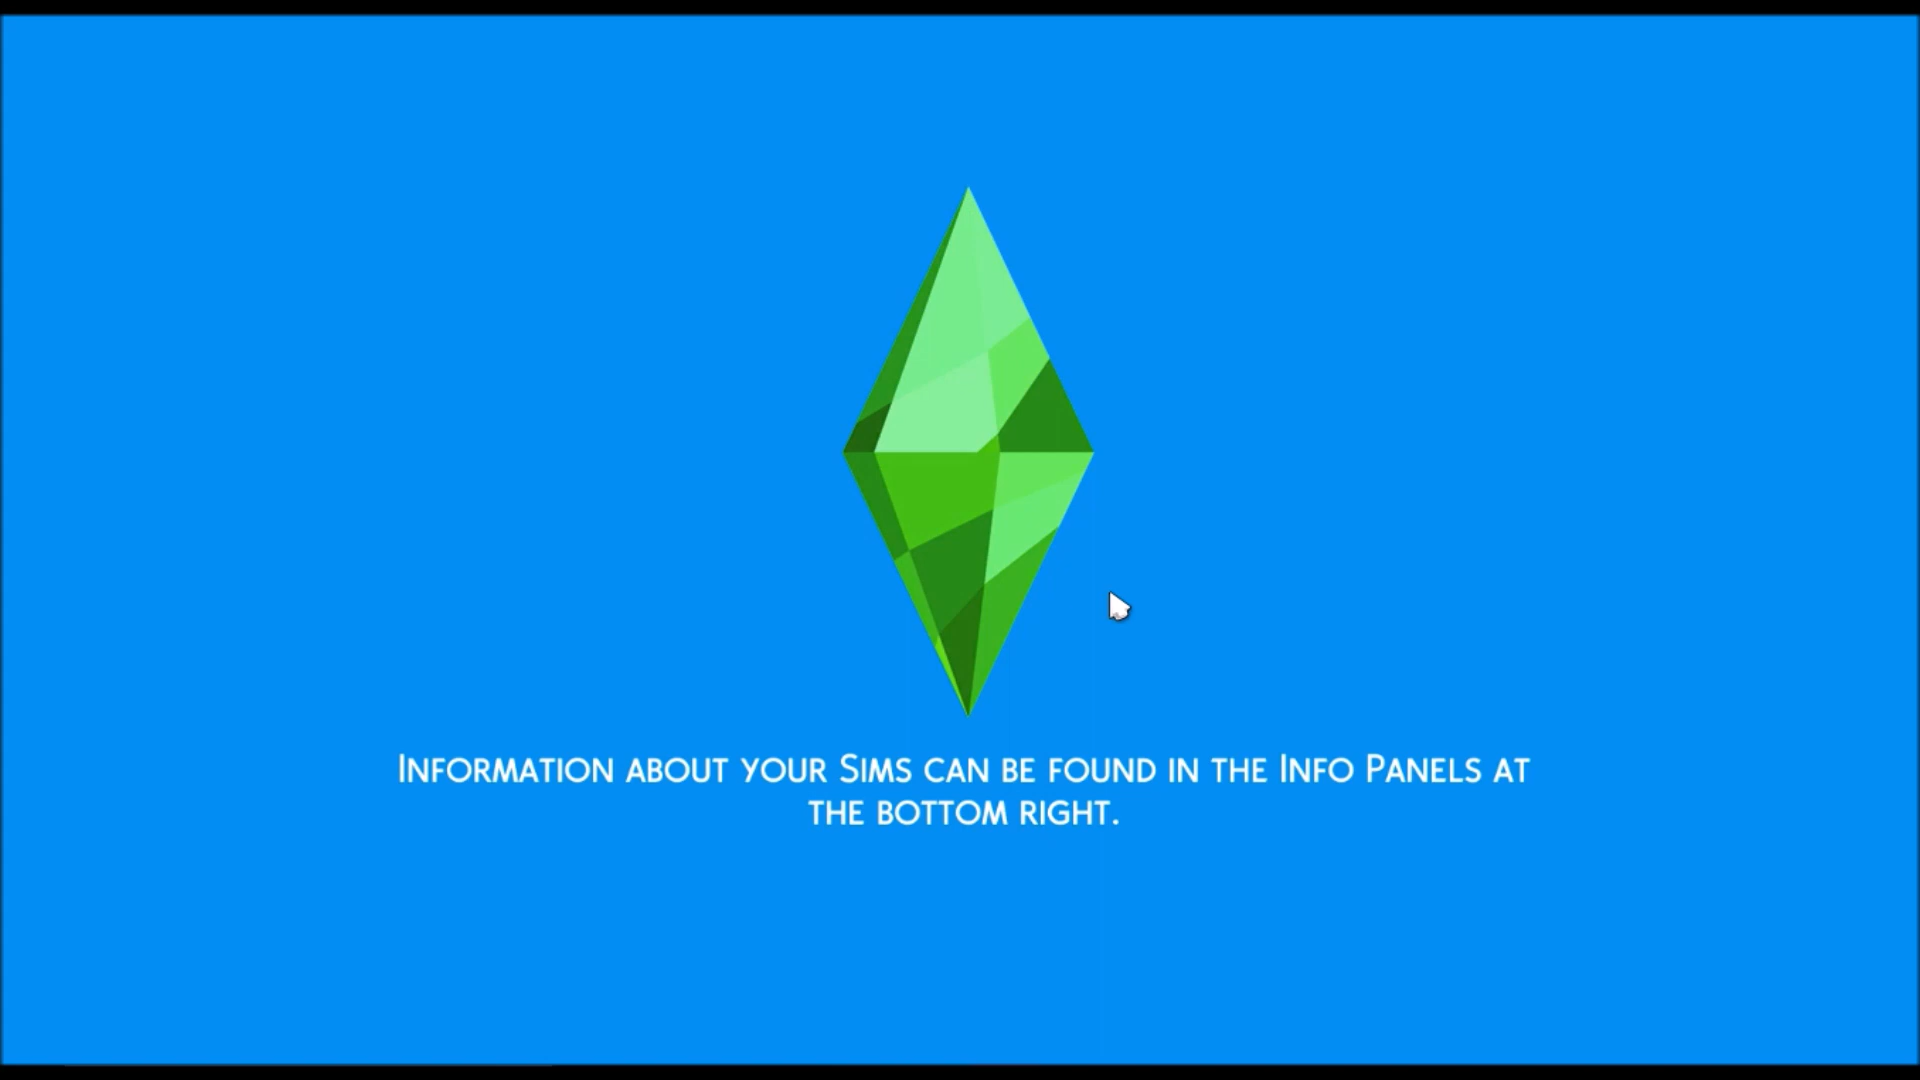 Information about your Sims can be found in the Info Panels at
the bottom right.